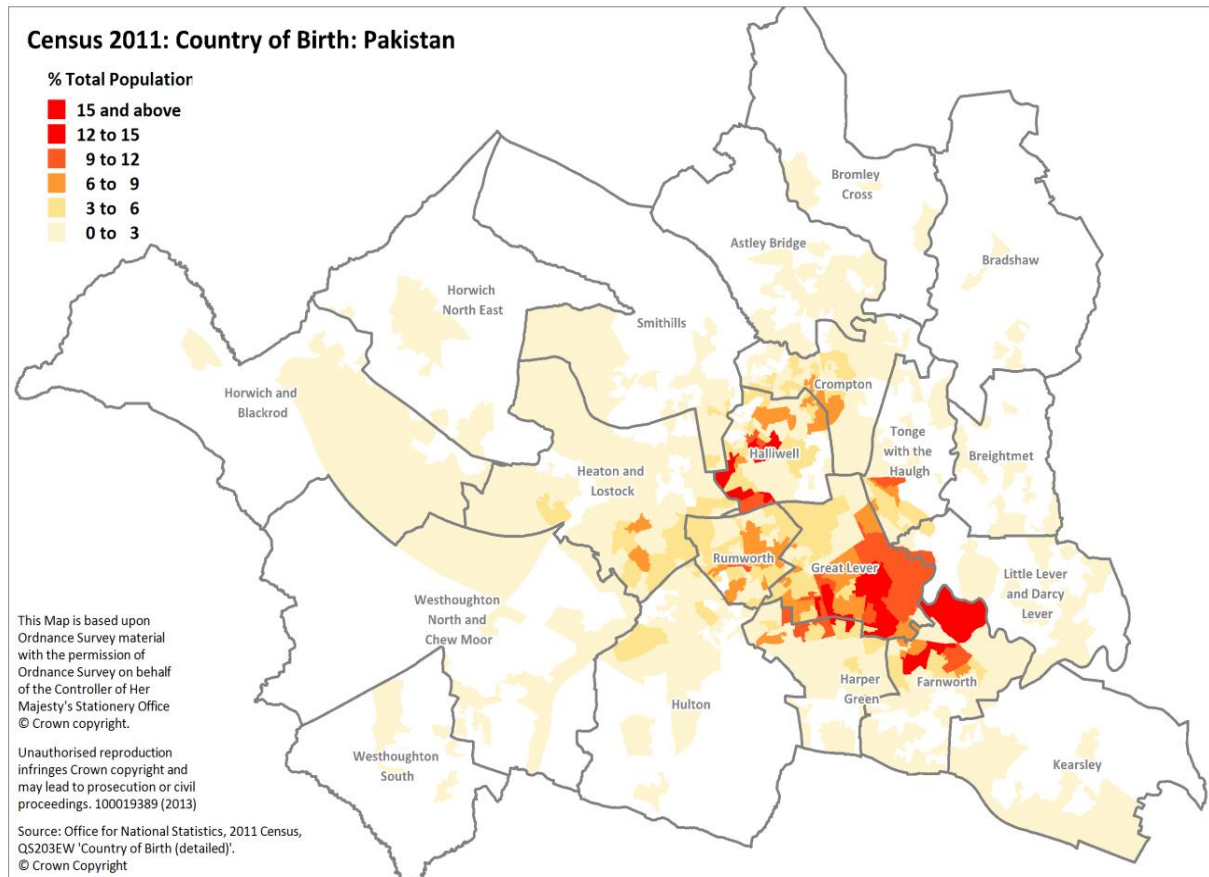 Census 2011: Country of Birth: Pakistan
% Total Population
15 and above
12 to 15
9 to 12
6 to 9
3 to 6
0 to 3
Bromley
Cross
Astley Bridge
Bradshaw
Horwich
North East
Smithills
Horwich and
Blackrod
Crompton
Halliwell
Tonge
with the
Haulgh
Breightmet
Heaton and
Lostock
Rumworth
Great Lever
Little Lever
and Darcy
Lever
Westhoughton
North and
Chew Moor
Harper
Green
Farnworth
Hulton
Westhoughton
South
Kearsley
This Map is based upon
Ordnance Survey material
with the permission of
Ordnance Survey on behalf
of the Controller of Her
Majesty's Stationery Office
© Crown copyright.
Unauthorised reproduction
infringes Crown copyright and
may lead to prosecution or civil
proceedings. 100019389 (2013)
Source: Office for National Statistics, 2011 Census,
QS203EW 'Country of Birth (detailed)'.
© Crown Copyright